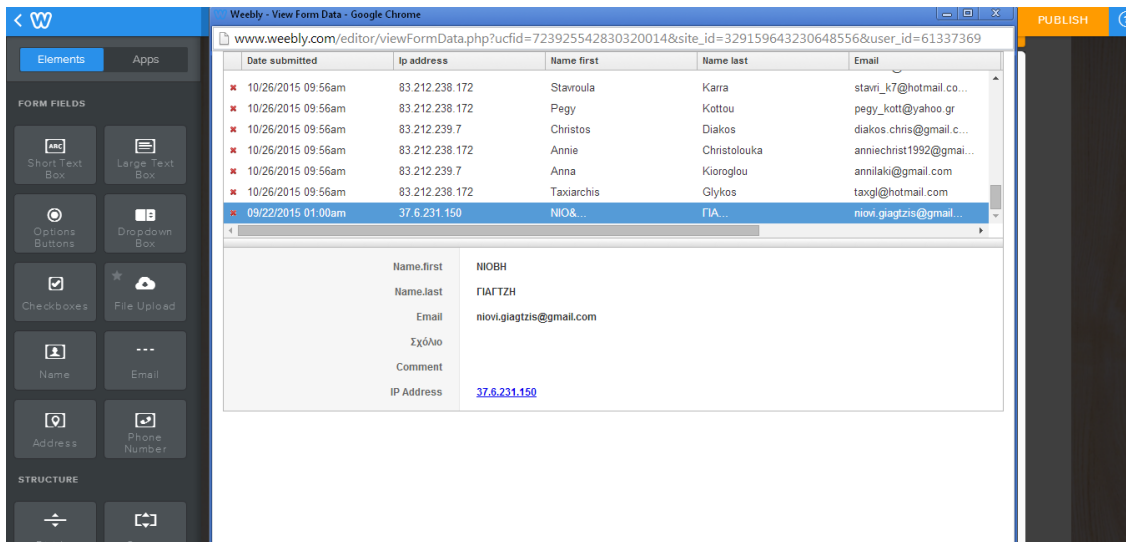 Weebly - View Form Data - Google Chrome
www.weebly.com/editor/viewFormData.php?ucfid=723925542830320014&site_id=329159643230648556&user_id=61337369
PUBLISH
Elements Apps
FORM FIELDS
ABC
Short Text Box
Large Text Box
Options Buttons
Dropdown Box
Checkboxes
File Upload
Name
Email
Address
Phone Number
STRUCTURE
Date submitted Ip address Name first Name last Email
10/26/2015 09:56am 83.212.238.172 Stavroula Karra stavri_k7@hotmail.co...
10/26/2015 09:56am 83.212.238.172 Pegy Kottou pegy_kott@yahoo.gr
10/26/2015 09:56am 83.212.239.7 Christos Diakos diakos.chris@gmail.c...
10/26/2015 09:56am 83.212.238.172 Annie Christolouka anniechrist1992@gmai...
10/26/2015 09:56am 83.212.239.7 Anna Kioroglou annilaki@gmail.com
10/26/2015 09:56am 83.212.238.172 Taxiarchis Glykos taxgl@hotmail.com
09/22/2015 01:00am 37.6.231.150 ΝΙΟ&... ΓΙΑ... niovi.giagtzis@gmail...
Name.first ΝΙΟΒΗ
Name.last ΓΙΑΓΤΖΗ
Email niovi.giagtzis@gmail.com
Σχόλιο
Comment
IP Address 37.6.231.150